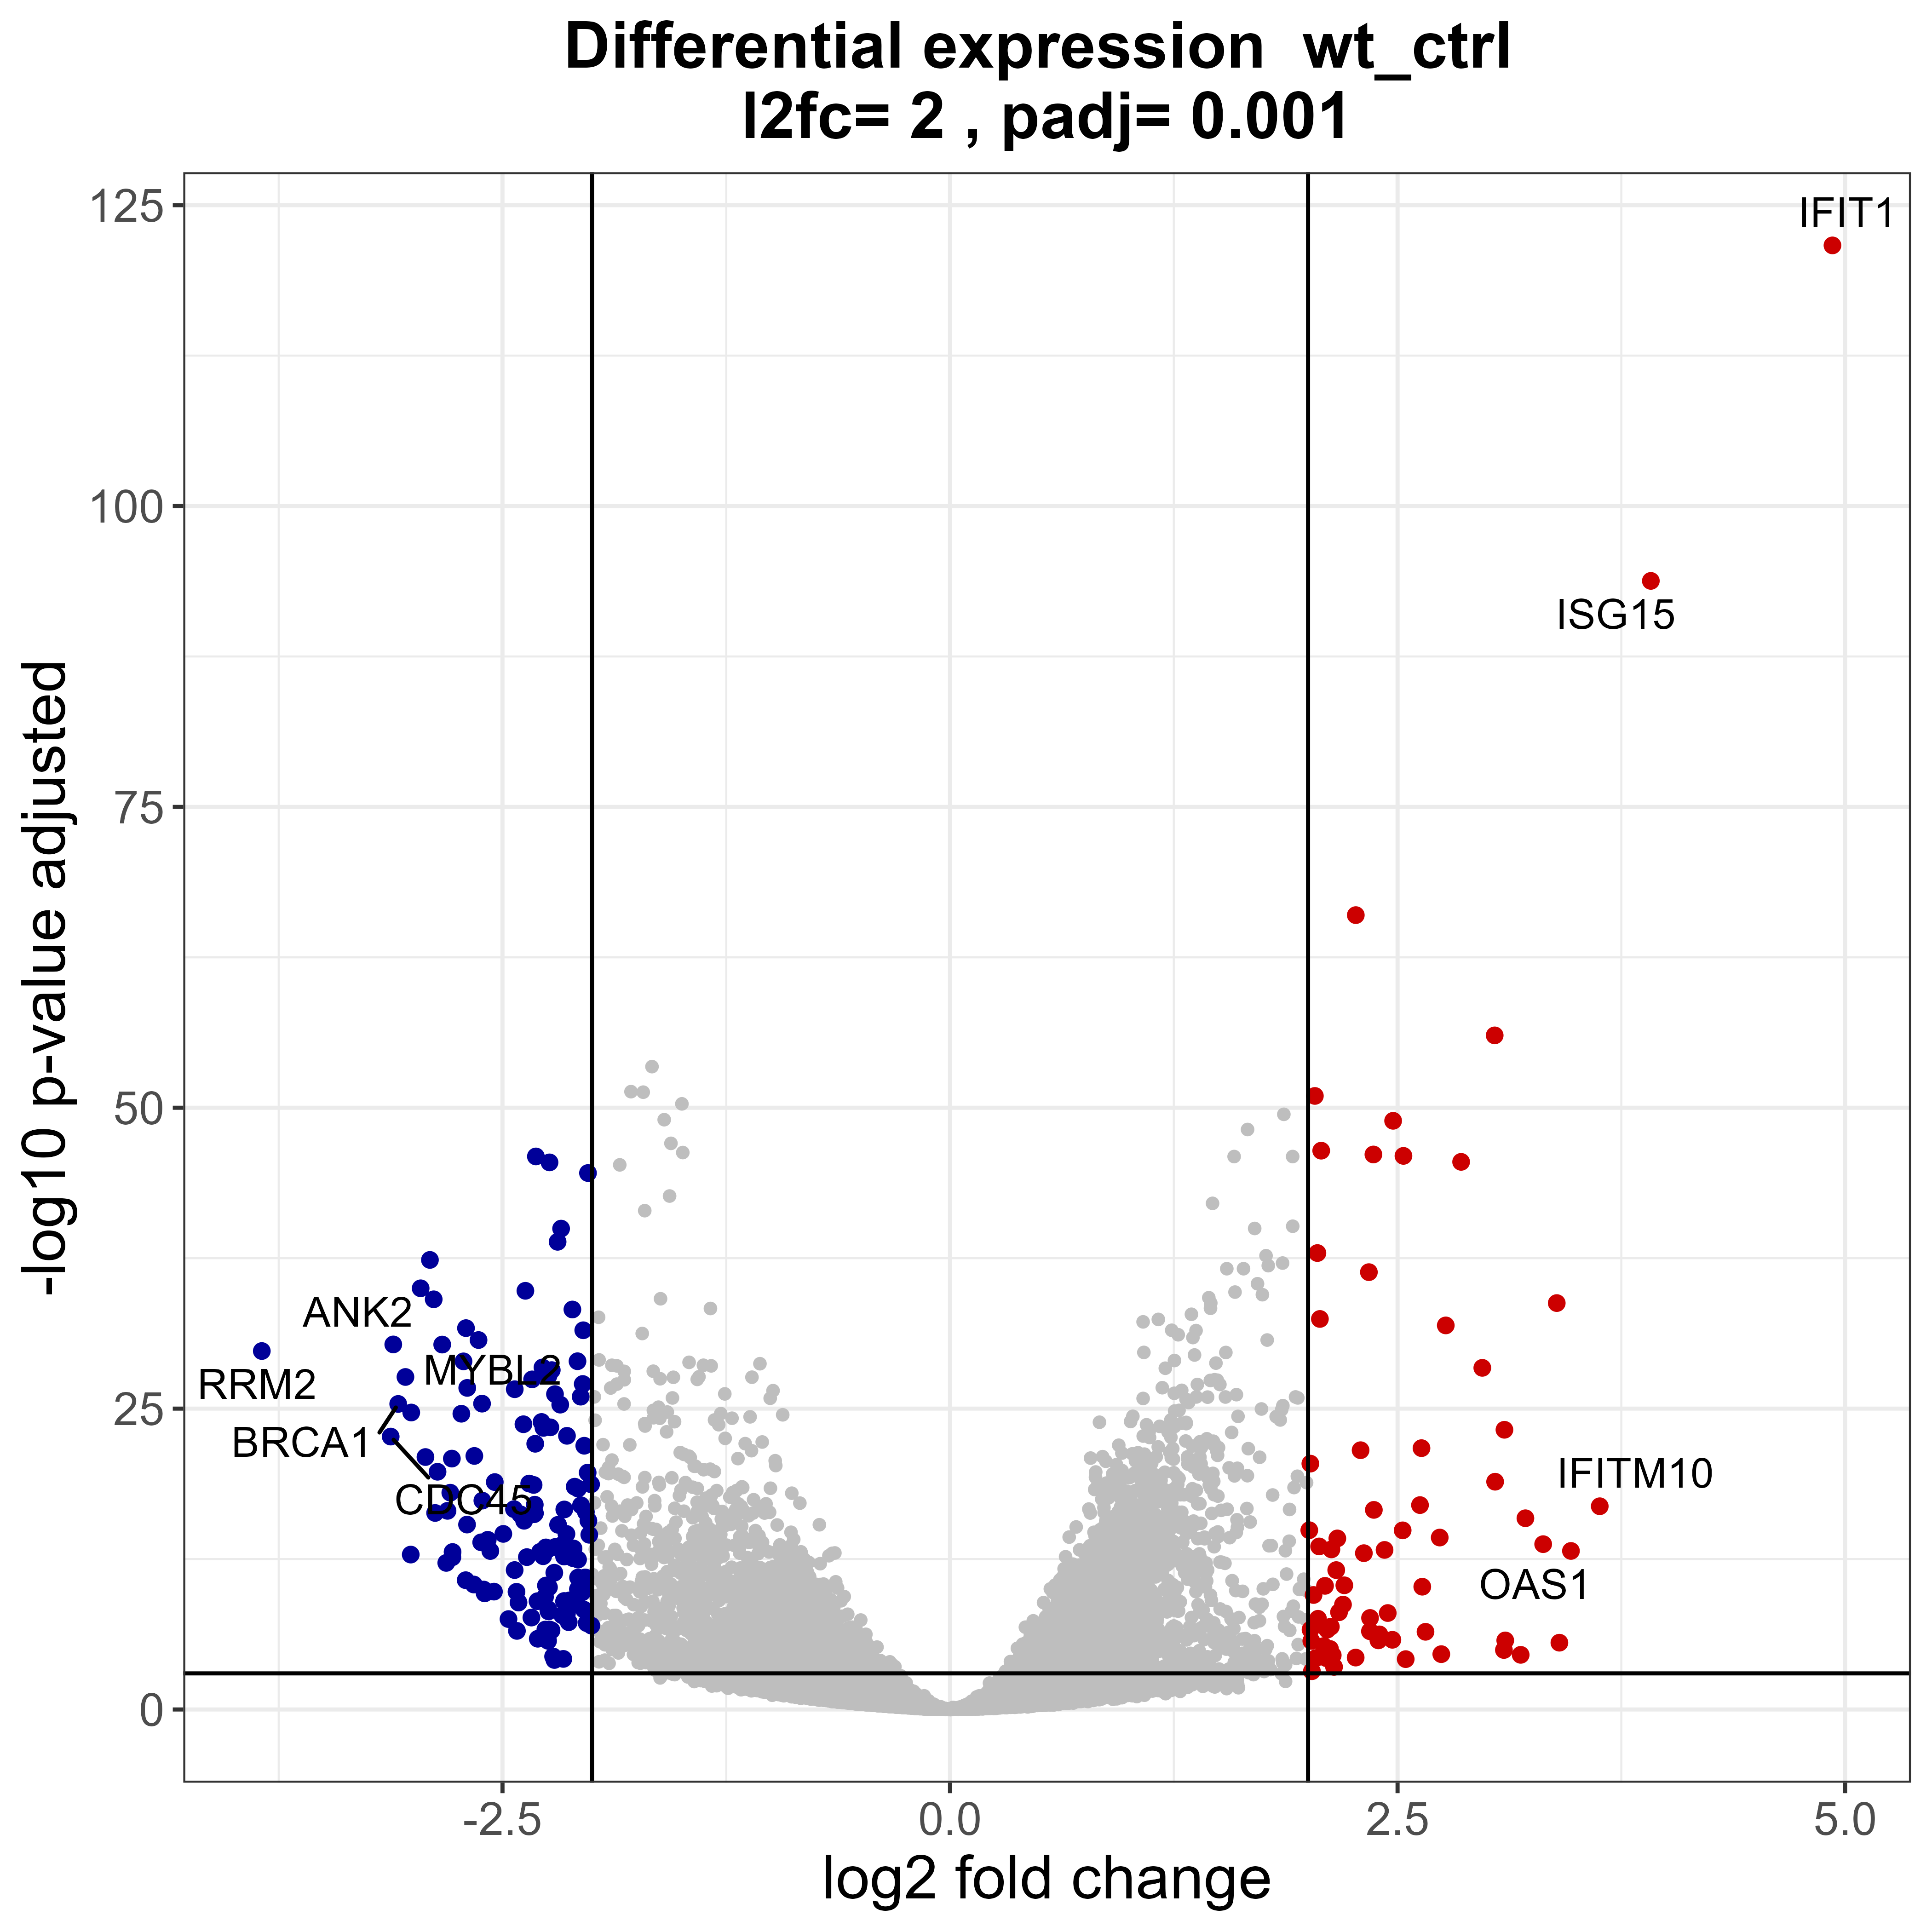 Differential expression  wt_ctrl
l2fc= 2 , padj= 0.001
-log10 p-value adjusted
125
100
75
50
25
0
IFIT1
ISG15
ANK2
RRM2
MYBL2
BRCA1
CDC45
IFITM10
OAS1
-2.5
0.0
2.5
5.0
log2 fold change